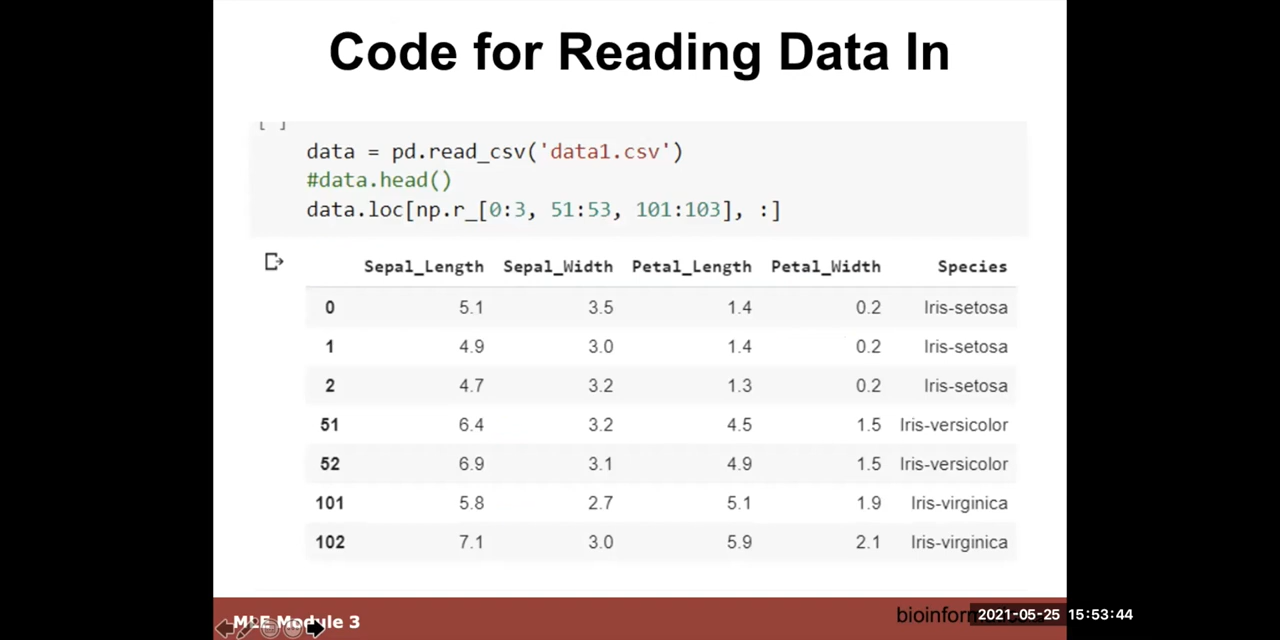 Code for Reading Data In
[ ]
data = pd.read_csv('data1.csv')
#data.head()
data.loc[np.r_[0:3, 51:53, 101:103], :]
Sepal_Length Sepal_Width Petal_Length Petal_Width Species
0 5.1 3.5 1.4 0.2 Iris-setosa
1 4.9 3.0 1.4 0.2 Iris-setosa
2 4.7 3.2 1.3 0.2 Iris-setosa
51 6.4 3.2 4.5 1.5 Iris-versicolor
52 6.9 3.1 4.9 1.5 Iris-versicolor
101 5.8 2.7 5.1 1.9 Iris-virginica
102 7.1 3.0 5.9 2.1 Iris-virginica
MLE Module 3
2021-05-25 15:53:44